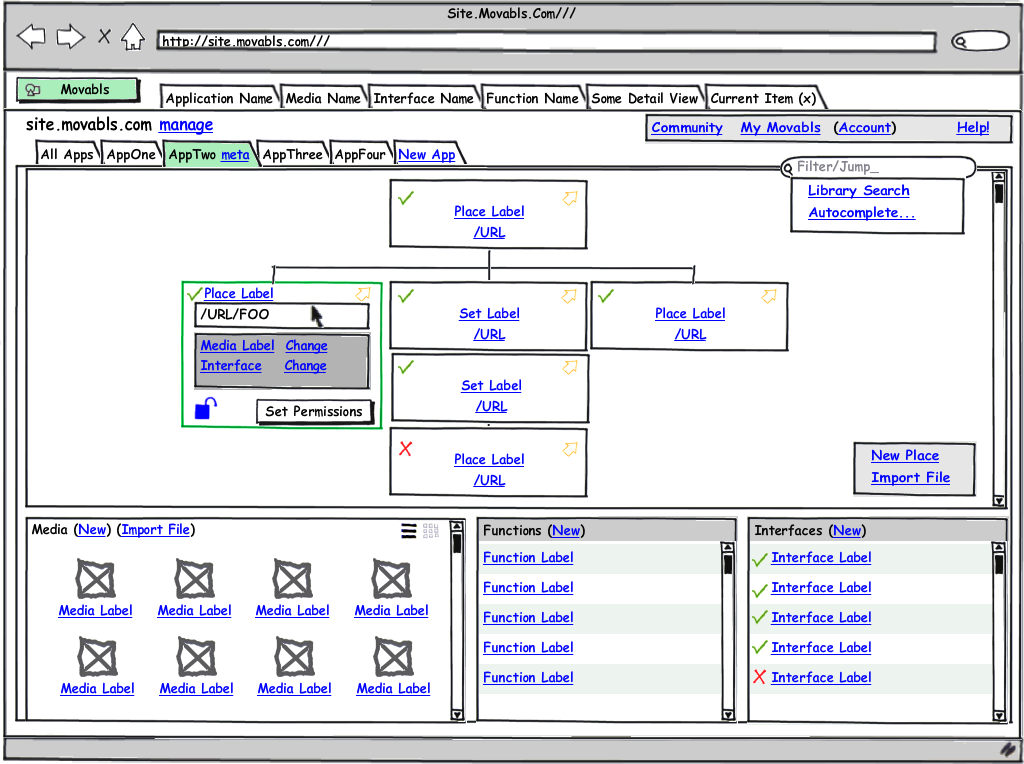 Site.Movabls.Com///
http://site.movabls.com///
Movabls
Application Name
Media Name
Interface Name
Function Name
Some Detail View
Current Item (x)
site.movabls.com manage
Community My Movabls (Account) Help!
All Apps
AppOne
AppTwo meta
AppThree
AppFour
New App
Filter/Jump_
Library Search
Autocomplete...
Place Label
/URL
Place Label
/URL/FOO
Media Label Change
Interface Change
Set Permissions
Set Label
/URL
Place Label
/URL
Set Label
/URL
Place Label
/URL
New Place
Import File
Media (New) (Import File)
Media Label Media Label Media Label Media Label
Media Label Media Label Media Label Media Label
Functions (New)
Function Label
Function Label
Function Label
Function Label
Function Label
Interfaces (New)
Interface Label
Interface Label
Interface Label
Interface Label
Interface Label